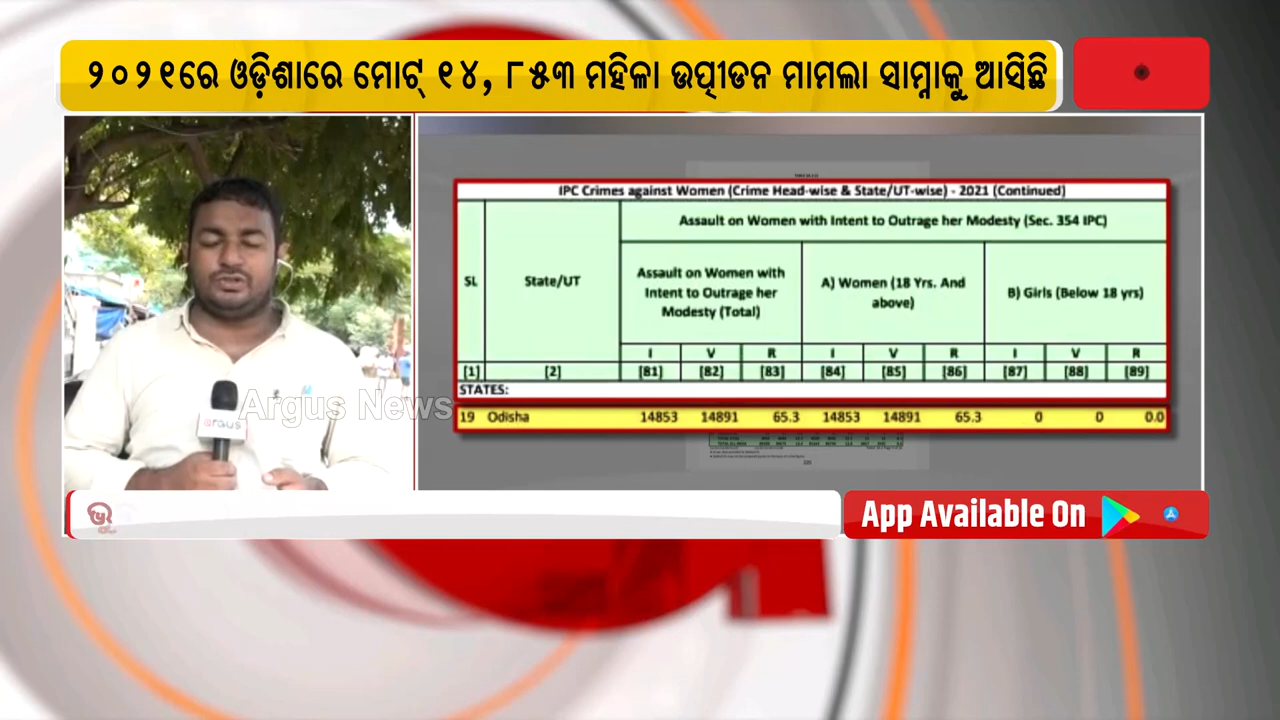 ୨୦୨୧ରେ ଓଡ଼ିଶାରେ ମୋଟ୍ ୧୪, ୮୫୩ ମହିଳା ଉତ୍ପୀଡନ ମାମଲା ସାମ୍ନାକୁ ଆସିଛି
IPC Crimes against Women (Crime Head-wise & State/UT-wise) - 2021 (Continued)
SL
State/UT
Assault on Women with Intent to Outrage her Modesty (Sec. 354 IPC)
Assault on Women with
Intent to Outrage her
Modesty (Total)
A) Women (18 Yrs. And
above)
B) Girls (Below 18 yrs)
I V R I V R I V R
[1] [2] [81] [82] [83] [84] [85] [86] [87] [88] [89]
STATES:
19 Odisha 14853 14891 65.3 14853 14891 65.3 0 0 0.0
Argus News
argus
App Available On